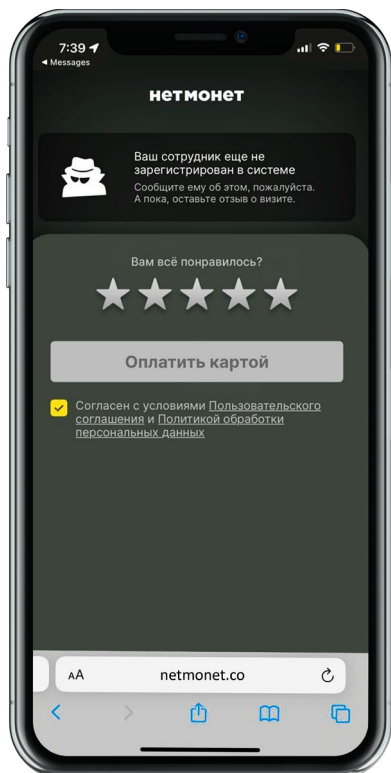 7:39
◀ Messages
нетмонет
Ваш сотрудник еще не
зарегистрирован в системе
Сообщите ему об этом, пожалуйста.
А пока, оставьте отзыв о визите.
Вам всё понравилось?
Оплатить картой
Согласен с условиями Пользовательского
соглашения и Политикой обработки
персональных данных
AA
netmonet.co